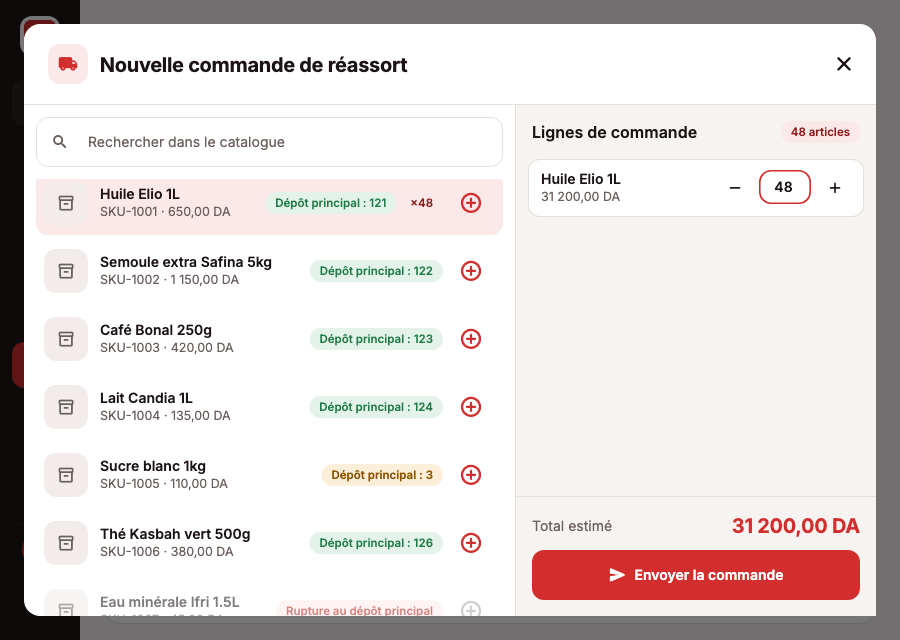 Nouvelle commande de réassort
Rechercher dans le catalogue
Huile Elio 1L
SKU-1001 · 650,00 DA
Dépôt principal : 121
×48
Semoule extra Safina 5kg
SKU-1002 · 1 150,00 DA
Dépôt principal : 122
Café Bonal 250g
SKU-1003 · 420,00 DA
Dépôt principal : 123
Lait Candia 1L
SKU-1004 · 135,00 DA
Dépôt principal : 124
Sucre blanc 1kg
SKU-1005 · 110,00 DA
Dépôt principal : 3
Thé Kasbah vert 500g
SKU-1006 · 380,00 DA
Dépôt principal : 126
Eau minérale Ifri 1.5L
Rupture au dépôt principal
Lignes de commande
48 articles
Huile Elio 1L
31 200,00 DA
− 48 +
Total estimé
31 200,00 DA
Envoyer la commande